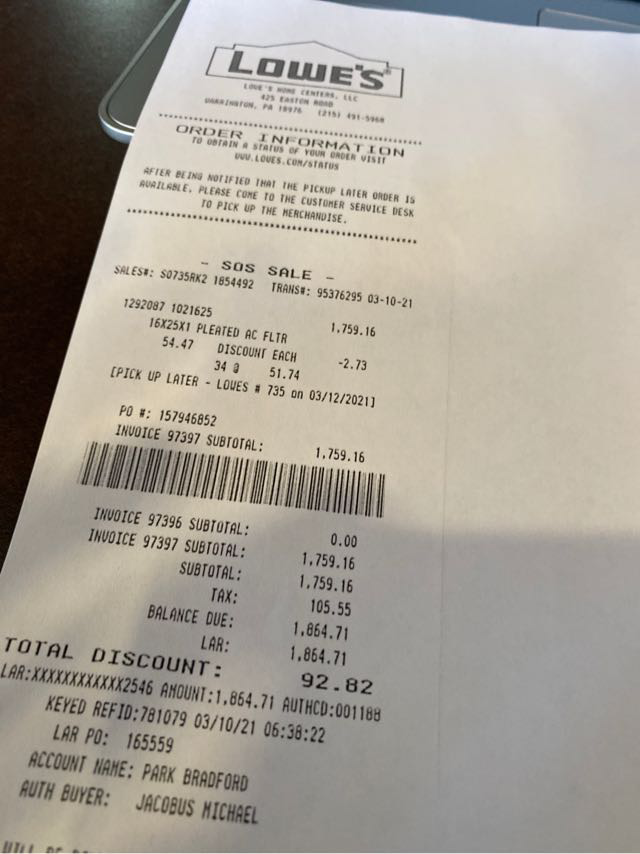 LOWE'S
LOWE'S HOME CENTERS, LLC
425 EASTON ROAD
WARRINGTON, PA 18976 (215) 491-5968
ORDER INFORMATION
TO OBTAIN A STATUS OF YOUR ORDER VISIT
WWW.LOWES.COM/STATUS
AFTER BEING NOTIFIED THAT THE PICKUP LATER ORDER IS
AVAILABLE, PLEASE COME TO THE CUSTOMER SERVICE DESK
TO PICK UP THE MERCHANDISE.
- SOS SALE -
SALES#: S0735RK2 1854492 TRANS#: 95376295 03-10-21
1292087 1021625 1,759.16
16X25X1 PLEATED AC FLTR
54.47 DISCOUNT EACH -2.73
34 @ 51.74
[PICK UP LATER - LOWES # 735 on 03/12/2021]
PO #: 157946852
INVOICE 97397 SUBTOTAL: 1,759.16
INVOICE 97396 SUBTOTAL: 0.00
INVOICE 97397 SUBTOTAL: 1,759.16
SUBTOTAL: 1,759.16
TAX: 105.55
BALANCE DUE: 1,864.71
LAR: 1,864.71
TOTAL DISCOUNT: 92.82
LAR:XXXXXXXXXXXX2546 AMOUNT:1,864.71 AUTHCD:001188
KEYED REFID:781079 03/10/21 06:38:22
LAR PO: 165559
ACCOUNT NAME: PARK BRADFORD
AUTH BUYER: JACOBUS MICHAEL